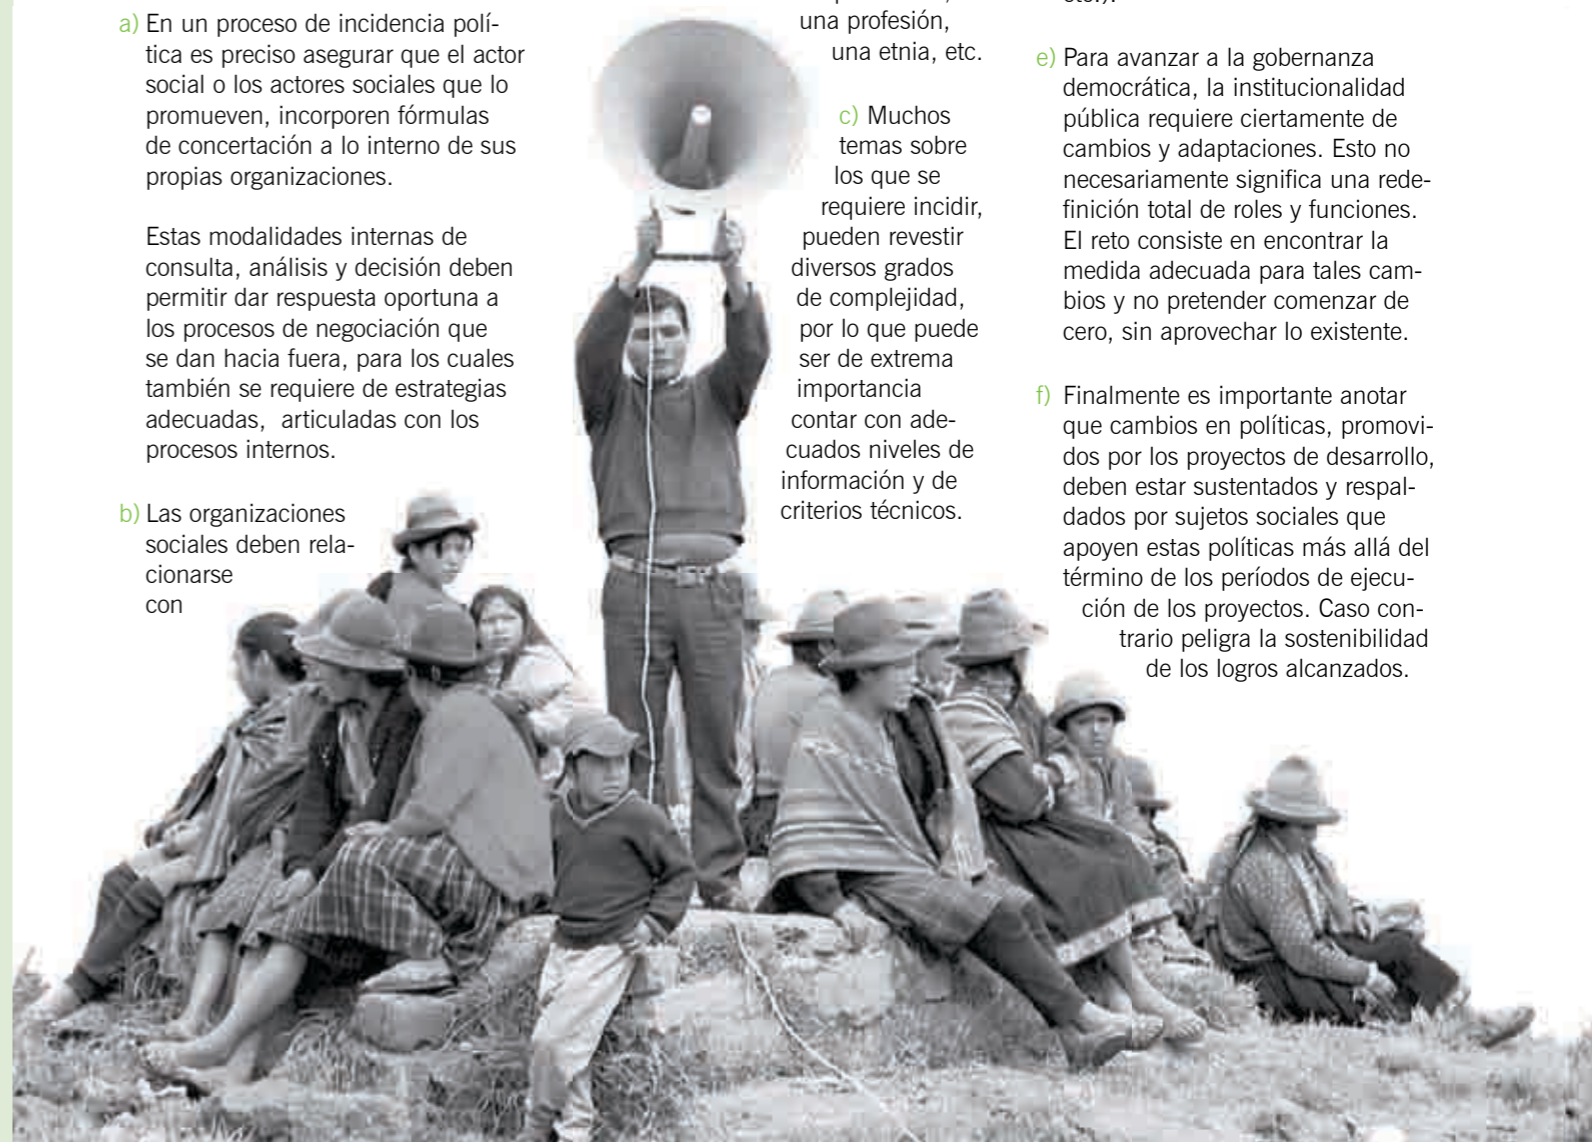 a) En un proceso de incidencia polí-
tica es preciso asegurar que el actor
social o los actores sociales que lo
promueven, incorporen fórmulas
de concertación a lo interno de sus
propias organizaciones.
Estas modalidades internas de
consulta, análisis y decisión deben
permitir dar respuesta oportuna a
los procesos de negociación que
se dan hacia fuera, para los cuales
también se requiere de estrategias
adecuadas, articuladas con los
procesos internos.
b) Las organizaciones
sociales deben rela-
cionarse
con
una profesión,
una etnia, etc.
c) Muchos
temas sobre
los que se
requiere incidir,
pueden revestir
diversos grados
de complejidad,
por lo que puede
ser de extrema
importancia
contar con ade-
cuados niveles de
información y de
criterios técnicos.
e) Para avanzar a la gobernanza
democrática, la institucionalidad
pública requiere ciertamente de
cambios y adaptaciones. Esto no
necesariamente significa una rede-
finición total de roles y funciones.
El reto consiste en encontrar la
medida adecuada para tales cam-
bios y no pretender comenzar de
cero, sin aprovechar lo existente.
f) Finalmente es importante anotar
que cambios en políticas, promovi-
dos por los proyectos de desarrollo,
deben estar sustentados y respal-
dados por sujetos sociales que
apoyen estas políticas más allá del
término de los períodos de ejecu-
ción de los proyectos. Caso con-
trario peligra la sostenibilidad
de los logros alcanzados.